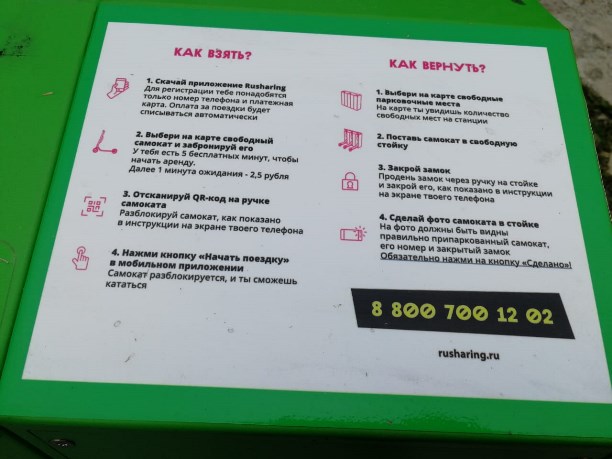 КАК ВЗЯТЬ?
1. Скачай приложение Rusharing
Для регистрации тебе понадобятся
только номер телефона и платежная
карта. Оплата за поездки будет
списываться автоматически
2. Выбери на карте свободный
самокат и забронируй его
У тебя есть 5 бесплатных минут, чтобы
начать аренду.
Далее 1 минута ожидания - 2,5 рубля
3. Отсканируй QR-код на ручке
самоката
Разблокируй самокат, как показано
в инструкции на экране твоего телефона
4. Нажми кнопку «Начать поездку»
в мобильном приложении
Самокат разблокируется, и ты сможешь
кататься
КАК ВЕРНУТЬ?
1. Выбери на карте свободные
парковочные места
На карте ты увидишь количество
свободных мест на станции
2. Поставь самокат в свободную
стойку
3. Закрой замок
Продень замок через ручку на стойке
и закрой его, как показано в инструкции
на экране твоего телефона
4. Сделай фото самоката в стойке
На фото должны быть видны
правильно припаркованный самокат,
его номер и закрытый замок
Обязательно нажми на кнопку «Сделано»!
8 800 700 12 02
rusharing.ru